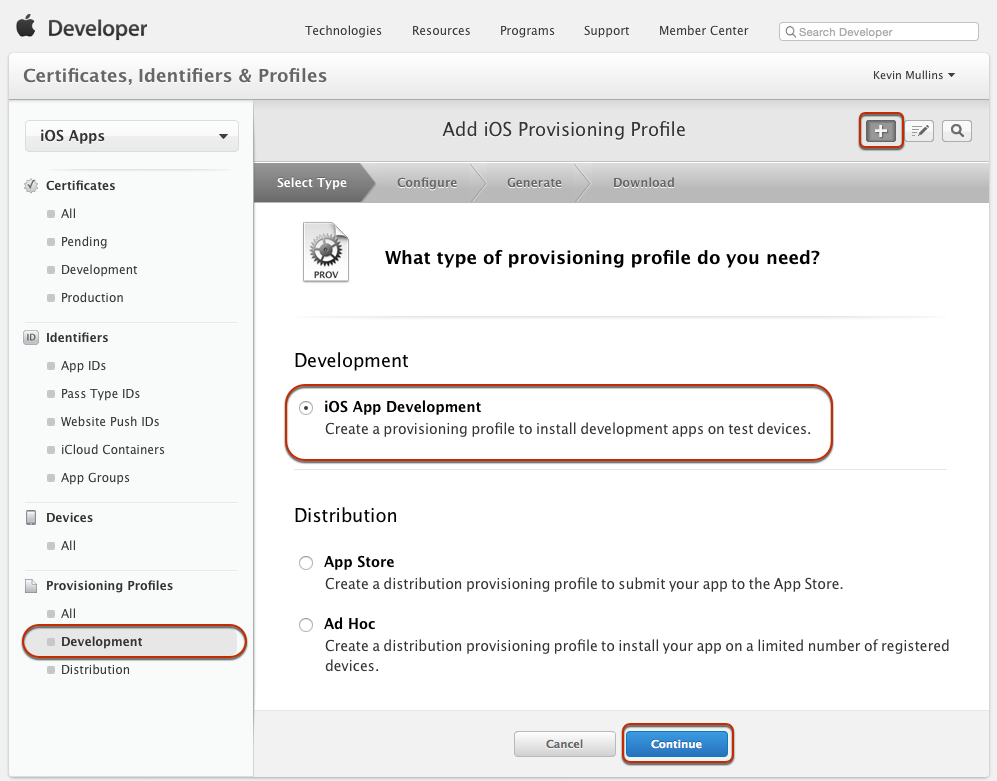 Developer
Technologies
Resources
Programs
Support
Member Center
Search Developer
Certificates, Identifiers & Profiles
Kevin Mullins
iOS Apps
Certificates
All
Pending
Development
Production
ID Identifiers
App IDs
Pass Type IDs
Website Push IDs
iCloud Containers
App Groups
Devices
All
Provisioning Profiles
All
Development
Distribution
Add iOS Provisioning Profile
Select Type
Configure
Generate
Download
PROV
What type of provisioning profile do you need?
Development
iOS App Development
Create a provisioning profile to install development apps on test devices.
Distribution
App Store
Create a distribution provisioning profile to submit your app to the App Store.
Ad Hoc
Create a distribution provisioning profile to install your app on a limited number of registered
devices.
Cancel
Continue